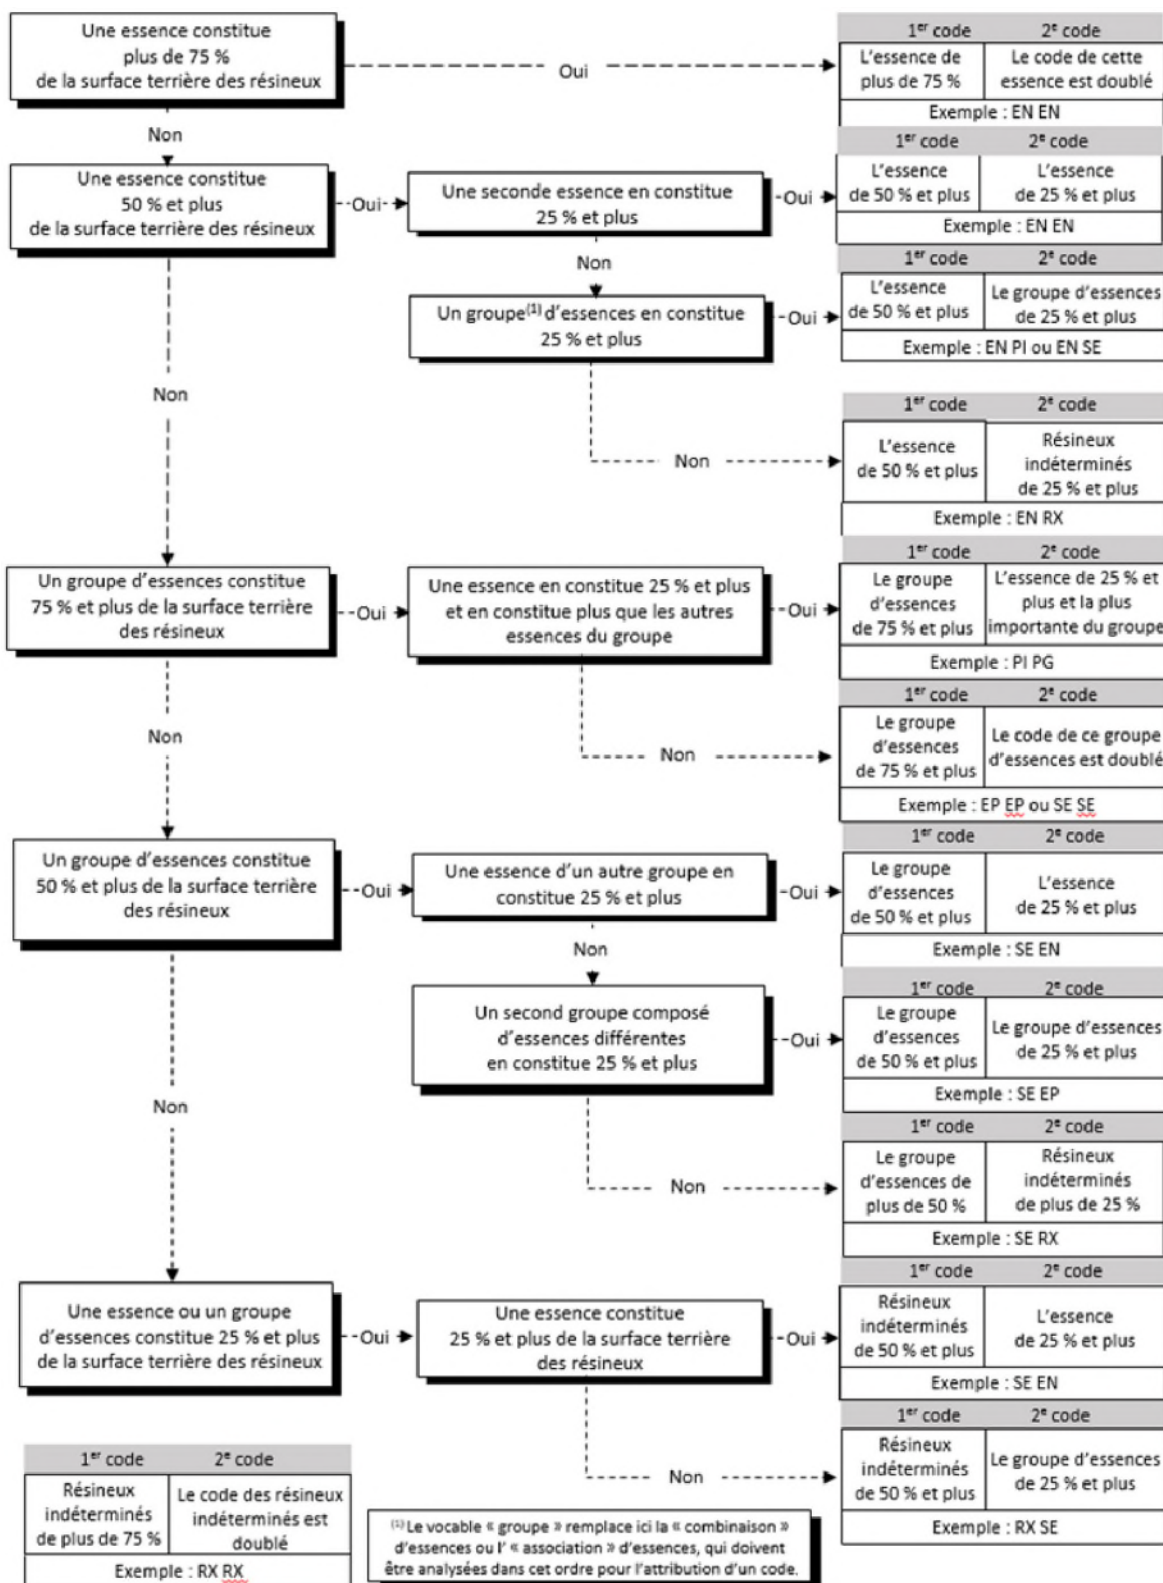 Une essence constitue
plus de 75 %
de la surface terrière des résineux
Oui
1er code 2e code
L'essence de plus de 75 %
Le code de cette essence est doublé
Exemple : EN EN
Non
Une essence constitue
50 % et plus
de la surface terrière des résineux
Oui
Une seconde essence en constitue
25 % et plus
Oui
1er code 2e code
L'essence de 50 % et plus
L'essence de 25 % et plus
Exemple : EN EN
Non
Un groupe(1) d'essences en constitue
25 % et plus
Oui
1er code 2e code
L'essence de 50 % et plus
Le groupe d'essences de 25 % et plus
Exemple : EN PI ou EN SE
Non
Non
1er code 2e code
L'essence
de 50 % et plus
Résineux
indéterminés
de 25 % et plus
Exemple : EN RX
Un groupe d'essences constitue
75 % et plus de la surface terrière
des résineux
Oui
Une essence en constitue 25 % et plus
et en constitue plus que les autres
essences du groupe
Oui
1er code 2e code
Le groupe
d'essences
de 75 % et plus
L'essence de 25 % et
plus et la plus
importante du groupe
Exemple : PI PG
Non
Non
1er code 2e code
Le groupe
d'essences
de 75 % et plus
Le code de ce groupe
d'essences est doublé
Exemple : EP EP ou SE SE
Un groupe d'essences constitue
50 % et plus de la surface terrière
des résineux
Oui
Une essence d'un autre groupe en
constitue 25 % et plus
Oui
1er code 2e code
Le groupe
d'essences
de 50 % et plus
L'essence
de 25 % et plus
Exemple : SE EN
Non
Un second groupe composé
d'essences différentes
en constitue 25 % et plus
Oui
1er code 2e code
Le groupe
d'essences
de 50 % et plus
Le groupe d'essences
de 25 % et plus
Exemple : SE EP
Non
Non
1er code 2e code
Le groupe
d'essences de
plus de 50 %
Résineux
indéterminés
de plus de 25 %
Exemple : SE RX
Une essence ou un groupe
d'essences constitue 25 % et plus
de la surface terrière des résineux
Oui
Une essence constitue
25 % et plus de la surface terrière
des résineux
Oui
1er code 2e code
Résineux
indéterminés
de 50 % et plus
L'essence
de 25 % et plus
Exemple : SE EN
Non
1er code 2e code
Résineux
indéterminés
de 50 % et plus
Le groupe d'essences
de 25 % et plus
Exemple : RX SE
1er code 2e code
Résineux
indéterminés
de plus de 75 %
Le code des résineux
indéterminés est
doublé
Exemple : RX RX
(1) Le vocable « groupe » remplace ici la « combinaison »
d'essences ou l' « association » d'essences, qui doivent
être analysées dans cet ordre pour l'attribution d'un code.